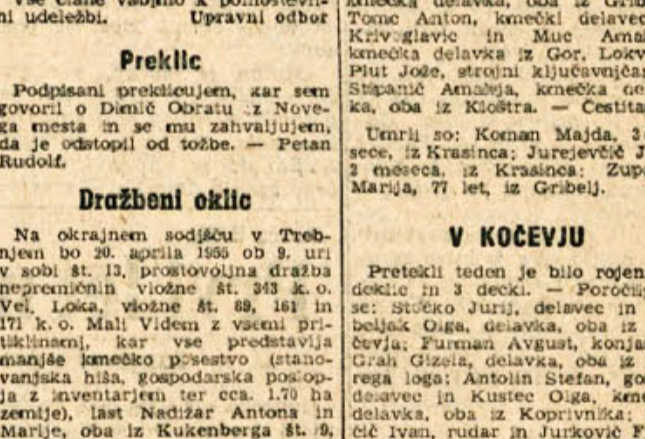 ni udeležbi. Upravni odbor
Preklic
Podpisani preklicujem, kar sem
govoril o Dimič Obratu iz Nove-
ga mesta in se mu zahvaljujem,
da je odstopil od tožbe. — Petan
Rudolf.
Dražbeni oklic
Na okrajnem sodišču v Treb-
njem bo 20. aprila 1955 ob 9. uri
v sobi št. 13, prostovoljna dražba
nepremičnin vložne št. 343 k. o.
Vel. Loka, vložne št. 89, 161 in
171 k. o. Mali Videm z vsemi pri-
tiklinami, kar vse predstavlja
manjše kmečko posestvo (stano-
vanjska hiša, gospodarska poslop-
ja z inventarjem ter cca. 1.70 ha
zemlje), last Nadižar Antona in
Marije, oba iz Kukenberga št. 9,
kmečka delavka, oba iz
Tomc Anton, kmečki delavec
Krivoglavic in Muc
kmečka delavka iz Gor. Lokv
Plut Jože, strojni ključavničar
Stipanič Amalija, kmečka de
ka, oba iz Kloštra. — Čestita
Umrli so: Koman Majda, 3
sece, iz Krasinca; Jurejevčič J
2 meseca, iz Krasinca; Zup
Marija, 77 let, iz Gribelj.
V KOČEVJU
Pretekli teden je bilo rojen
deklic in 3 dečki. — Poročili
se: Stočko Jurij, delavec in
beljak Olga, delavka, oba iz
čevja; Furman Avgust, konja
Grah Gizela, delavka, oba iz
rega loga; Antolin Štefan, go
delavec in Kustec Olga, kme
delavka, oba iz Koprivnika;
čič Ivan, rudar in Jurkovič F